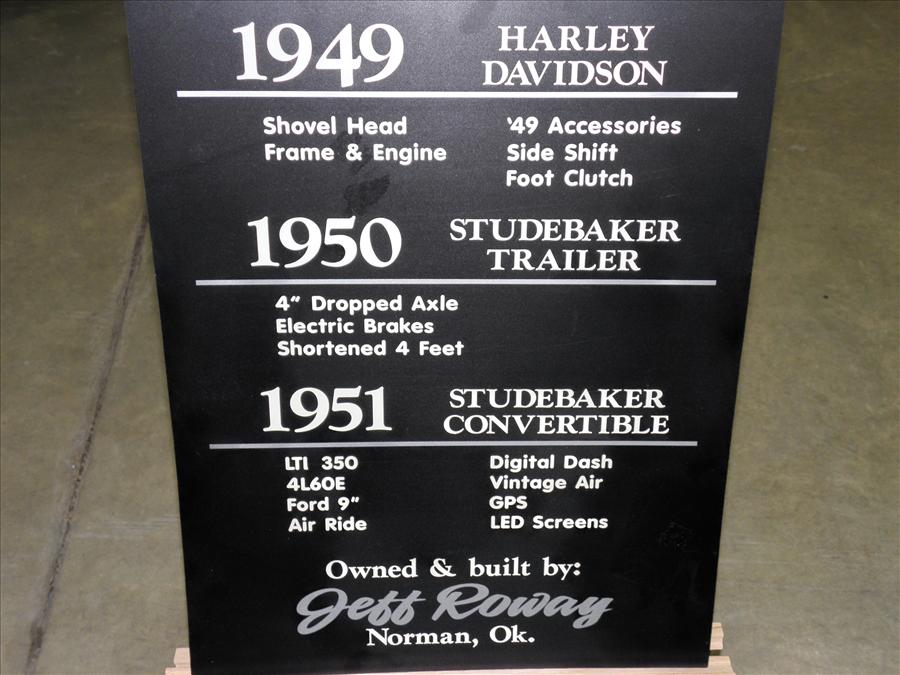 1949 HARLEY DAVIDSON
Shovel Head
Frame & Engine
'49 Accessories
Side Shift
Foot Clutch
1950 STUDEBAKER TRAILER
4" Dropped Axle
Electric Brakes
Shortened 4 Feet
1951 STUDEBAKER CONVERTIBLE
LTI 350
4L60E
Ford 9"
Air Ride
Digital Dash
Vintage Air
GPS
LED Screens
Owned & built by:
Jeff Roway
Norman, Ok.